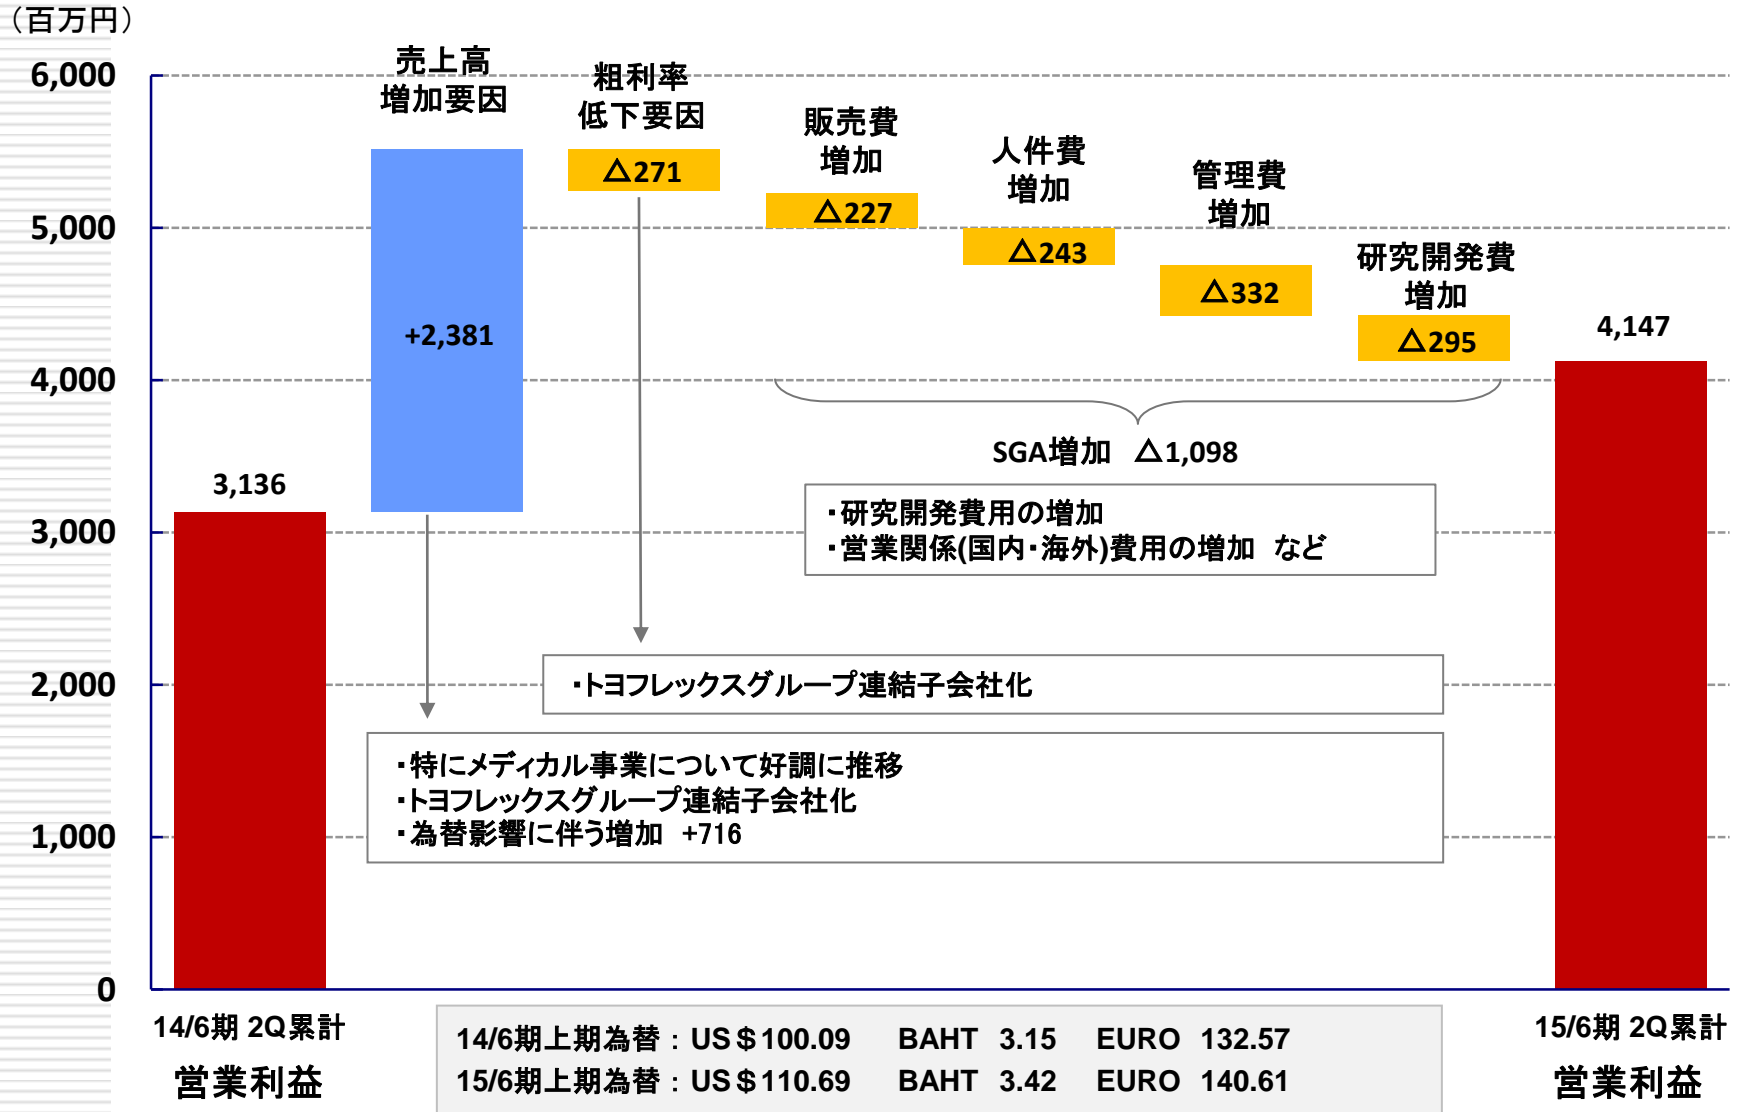 （百万円）
6,000
5,000
4,000
3,000
2,000
1,000
0
売上高
増加要因
+2,381
粗利率
低下要因
△271
販売費
増加
△227
人件費
増加
△243
管理費
増加
△332
研究開発費
増加
△295
3,136
4,147
SGA増加 △1,098
・研究開発費用の増加
・営業関係(国内・海外)費用の増加 など
・トヨフレックスグループ連結子会社化
・特にメディカル事業について好調に推移
・トヨフレックスグループ連結子会社化
・為替影響に伴う増加 +716
14/6期 2Q累計
営業利益
14/6期上期為替：US＄100.09 BAHT 3.15 EURO 132.57
15/6期上期為替：US＄110.69 BAHT 3.42 EURO 140.61
15/6期 2Q累計
営業利益